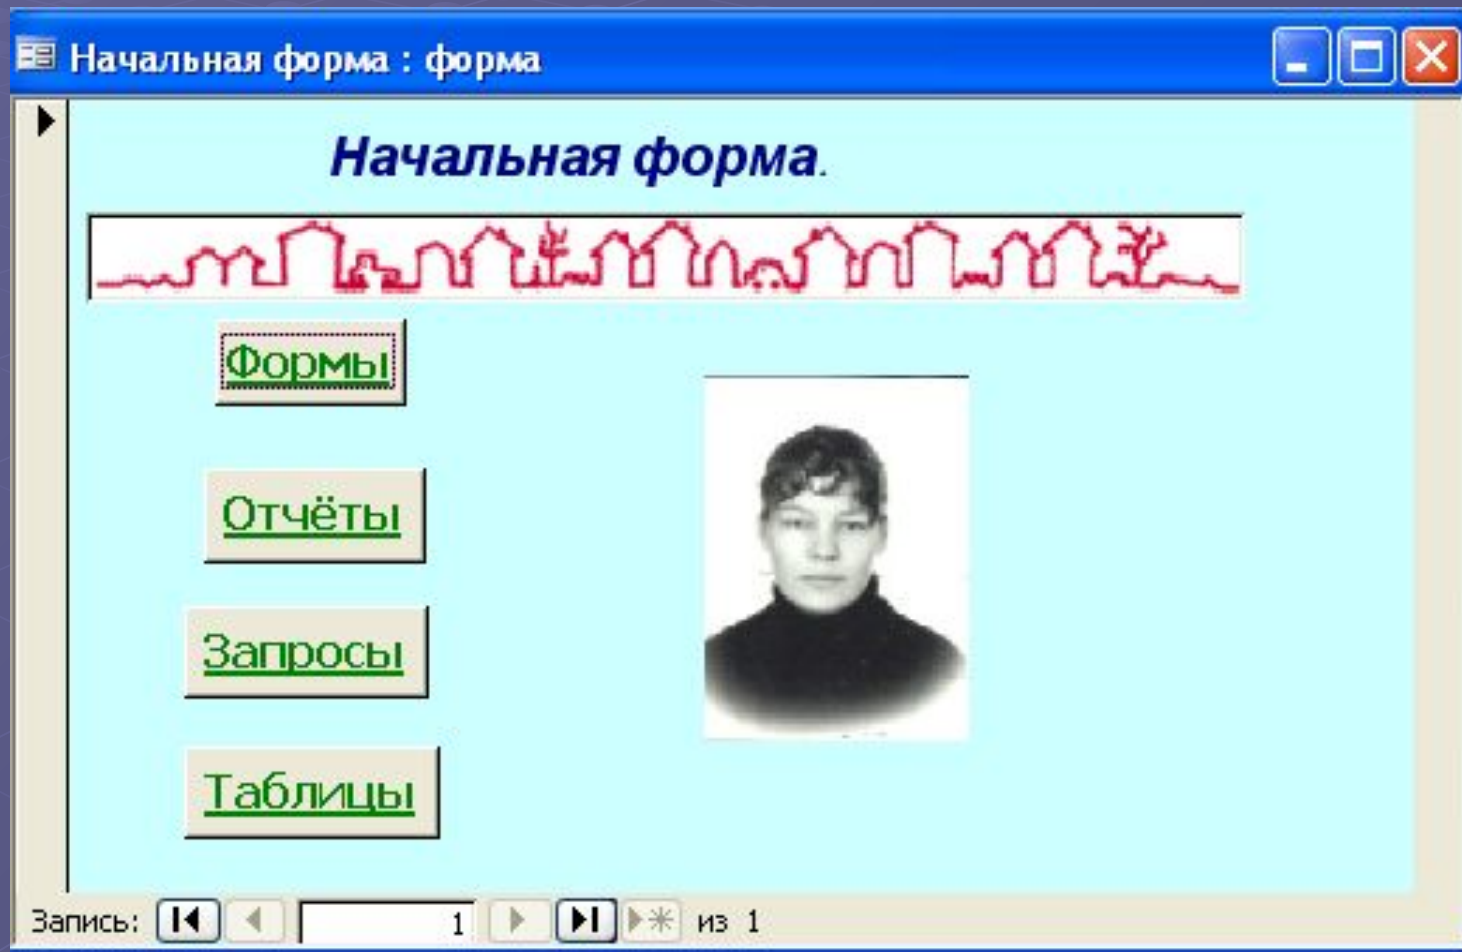 Начальная форма : форма
Начальная форма.
Формы
Отчёты
Запросы
Таблицы
Запись: 1 из 1